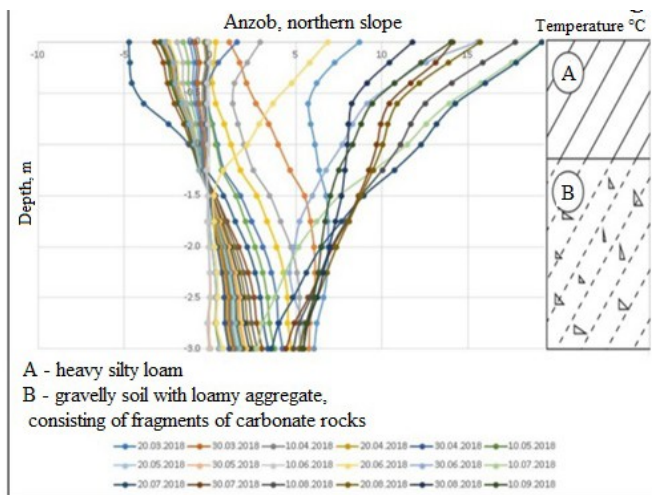 Anzob, northern slope
Temperature °C
-10
-5
5
10
15
A
B
Depth, m
-1.5
-2.0
-2.5
-3.0
A - heavy silty loam
B - gravelly soil with loamy aggregate,
consisting of fragments of carbonate rocks
20.03.2018 30.03.2018 10.04.2018 20.04.2018 30.04.2018 10.05.2018
20.05.2018 30.05.2018 10.06.2018 20.06.2018 30.06.2018 10.07.2018
20.07.2018 30.07.2018 10.08.2018 20.08.2018 30.08.2018 10.09.2018